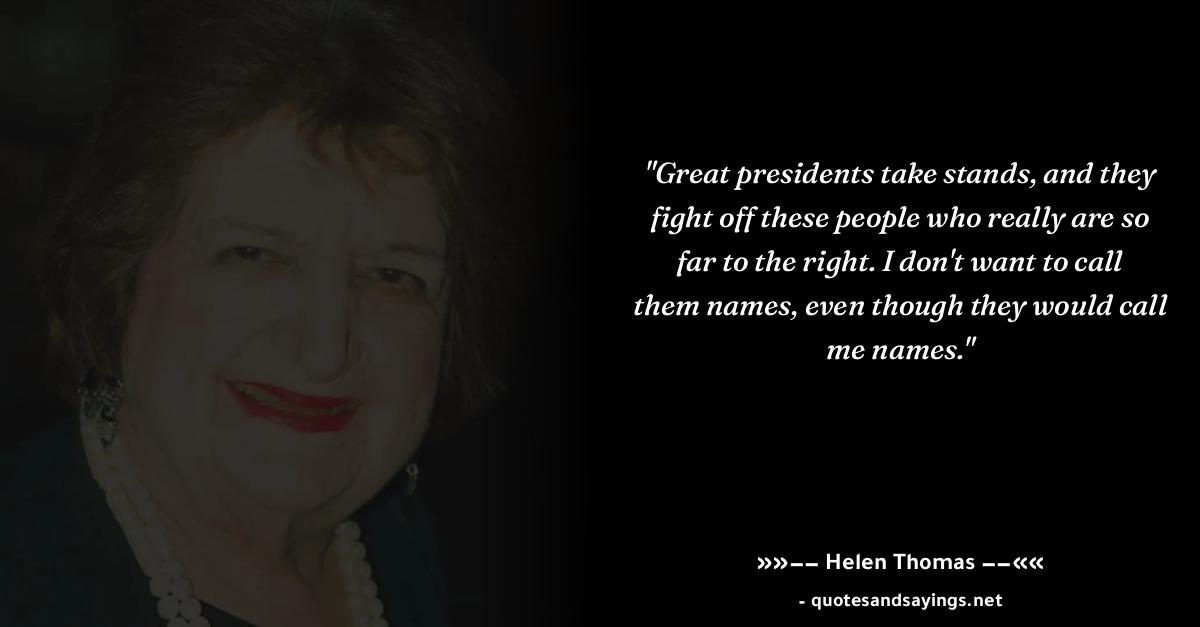 "Great presidents take stands, and they
fight off these people who really are so
far to the right. I don't want to call
them names, even though they would call
me names."
»»−− Helen Thomas −−««
- quotesandsayings.net